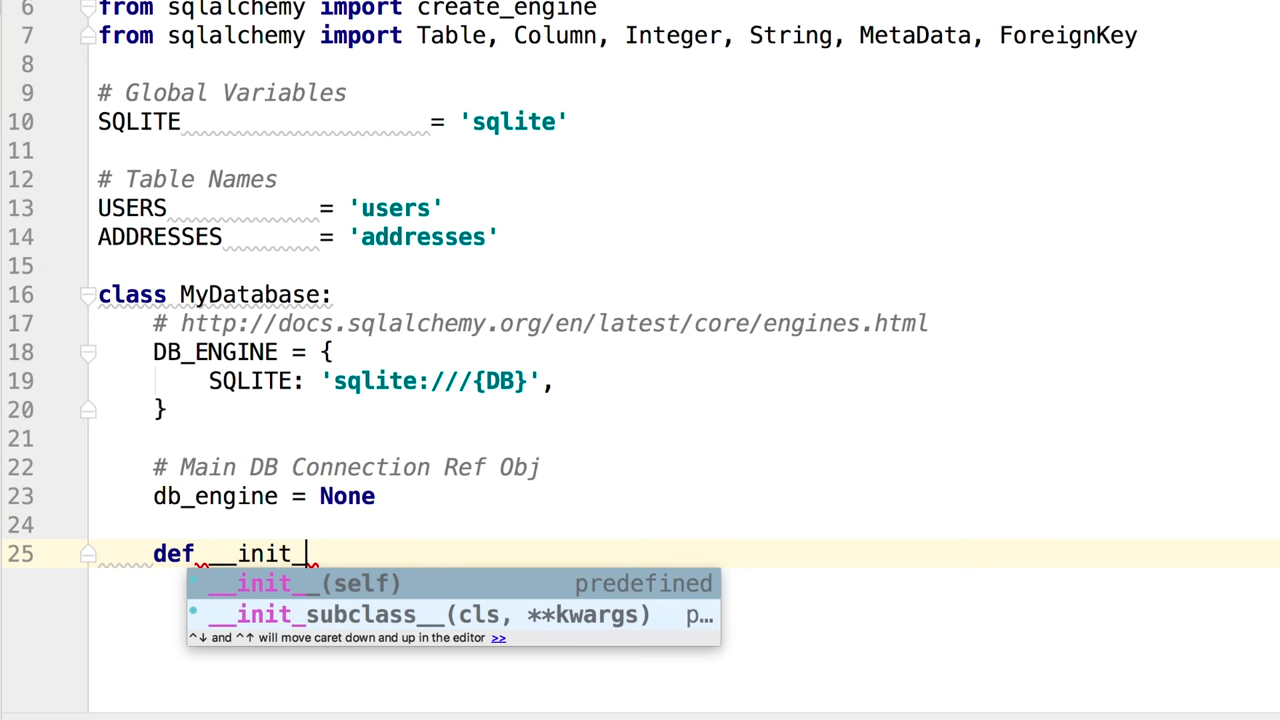 6 from sqlalchemy import create_engine
7 from sqlalchemy import Table, Column, Integer, String, MetaData, ForeignKey
8
9 # Global Variables
10 SQLITE = 'sqlite'
11
12 # Table Names
13 USERS = 'users'
14 ADDRESSES = 'addresses'
15
16 class MyDatabase:
17 # http://docs.sqlalchemy.org/en/latest/core/engines.html
18 DB_ENGINE = {
19 SQLITE: 'sqlite:///{DB}',
20 }
21
22 # Main DB Connection Ref Obj
23 db_engine = None
24
25 def __init_
__init__(self) predefined
__init_subclass__(cls, **kwargs) p…
^↓ and ^↑ will move caret down and up in the editor >>